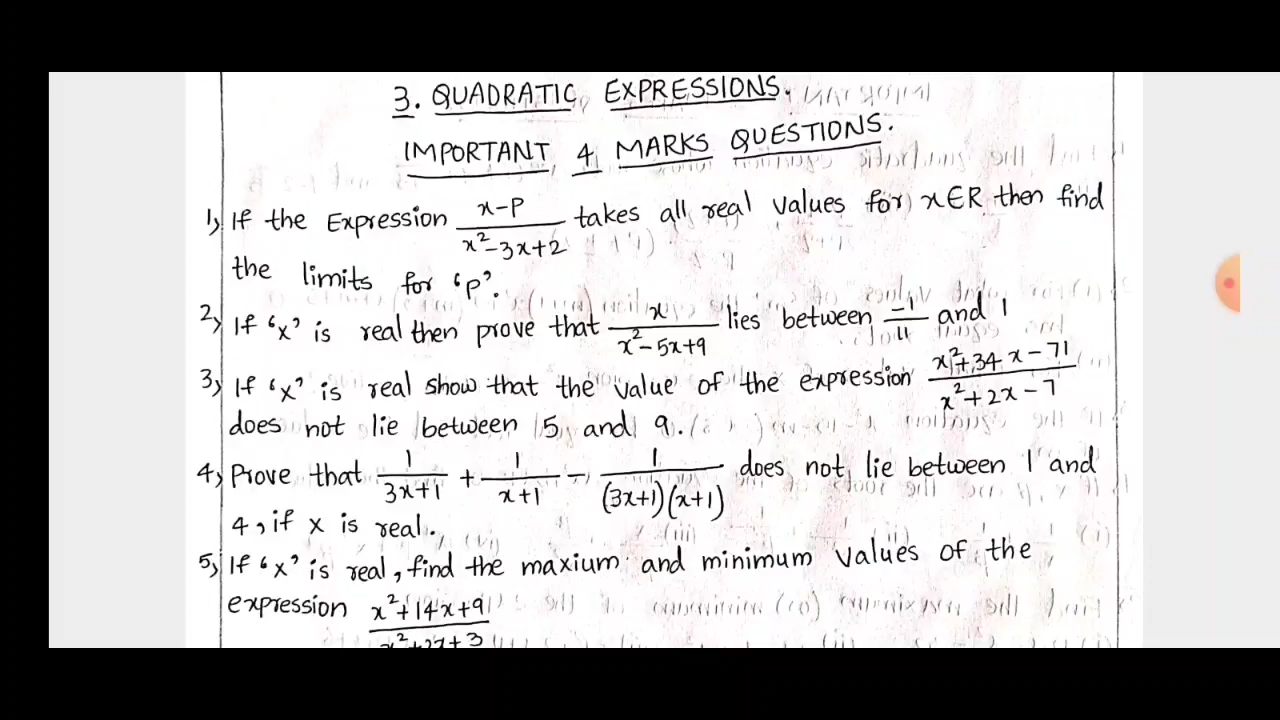 3. QUADRATIC EXPRESSIONS.
IMPORTANT 4 MARKS QUESTIONS.
1) If the Expression (x-P)/(x²-3x+2) takes all real values for x∈R then find
the limits for 'p'.
2) If 'x' is real then prove that x/(x²-5x+9) lies between -1/11 and 1
3) If 'x' is real show that the value of the expression (x²+34x-71)/(x²+2x-7)
does not lie between 5 and 9.
4) Prove that 1/(3x+1) + 1/(x+1) - 1/((3x+1)(x+1)) does not lie between 1 and
4, if x is real.
5) If 'x' is real, find the maxium and minimum values of the
expression (x²+14x+9)/(x²+2x+3)